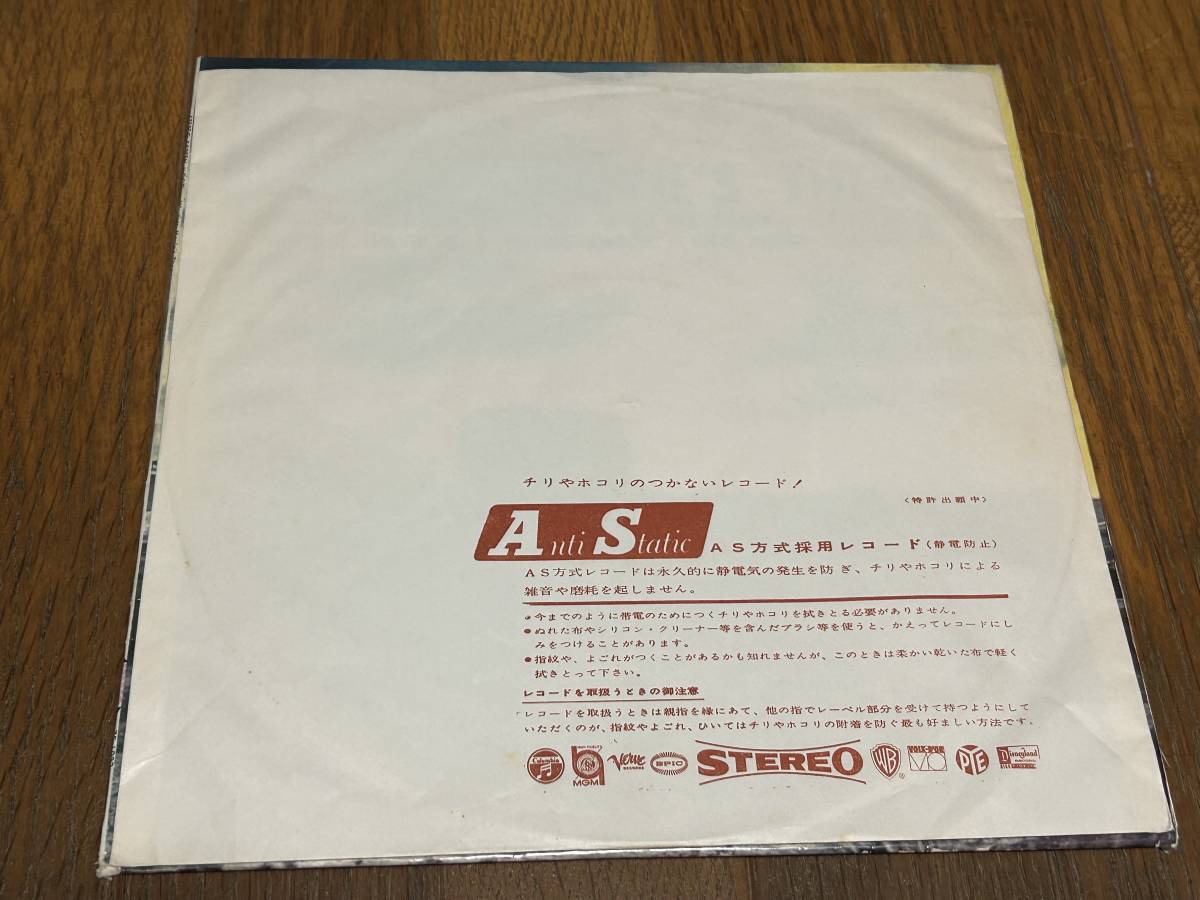 チリやホコリのつかないレコード!
<特許出願中>
Anti Static AS方式採用レコード(静電防止)
AS方式レコードは永久的に静電気の発生を防ぎ、チリやホコリによる
雑音や磨耗を起しません。
●今までのように帯電のためにつくチリやホコリを拭きとる必要がありません。
●ぬれた布やシリコン・クリーナー等を含んだブラシ等を使うと、かえってレコードにし
みをつけることがあります。
●指紋や、よごれがつくことがあるかも知れませんが、このときは柔かい乾いた布で軽く
拭きとって下さい。
レコードを取扱うときの御注意
レコードを取扱うときは親指を縁にあて、他の指でレーベル部分を受けて持つようにして
いただくのが、指紋やよごれ、ひいてはチリやホコリの附着を防ぐ最も好ましい方法です。
Columbia MGM Verve RECORDS EPIC STEREO WB PYE Disneyland